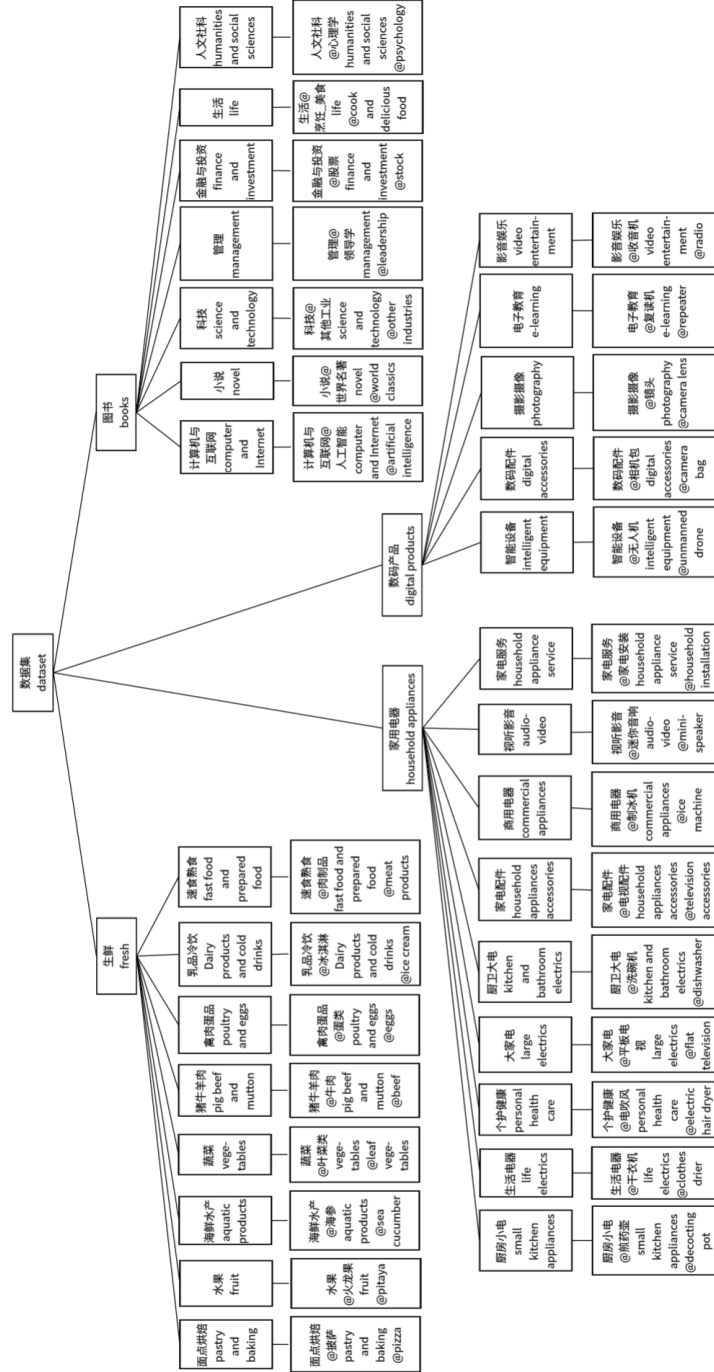 数据集
dataset
生鲜
fresh
图书
books
面点烘焙
pastry
and
baking
水果
fruit
海鲜水产
aquatic
products
蔬菜
vege-
tables
猪牛羊肉
pig beef
and
mutton
禽肉蛋品
poultry
and eggs
乳品冷饮
Dairy
products
and cold
drinks
速食熟食
fast food
and
prepared
food
计算机与
互联网
computer
and
Internet
小说
novel
科技
science
and
technology
管理
management
金融与投资
finance
and
investment
生活
life
人文社科
humanities
and social
sciences
面点烘焙
@披萨
pastry
and
baking
@pizza
水果
@火龙果
fruit
@pitaya
海鲜水产
@海参
aquatic
products
@sea
cucumber
蔬菜
@叶菜类
vege-
tables
@leaf
vege-
tables
猪牛羊肉
@牛肉
pig beef
and
mutton
@beef
禽肉蛋品
@蛋类
poultry
and eggs
@eggs
乳品冷饮
@冰淇淋
Dairy
products
and cold
drinks
@ice cream
速食熟食
@肉制品
fast food and
prepared
food
@meat
products
计算机与
互联网@
人工智能
computer
and Internet
@artificial
intelligence
小说@
世界名著
novel
@world
classics
科技@
其他工业
science
and
technology
@other
industries
管理@
领导学
management
@leadership
金融与投资
@股票
finance
and
investment
@stock
生活@
烹饪_美食
life
@cook
and
delicious
food
人文社科
@心理学
humanities
and social
sciences
@psychology
家用电器
household appliances
数码产品
digital products
厨房小电
small
kitchen
appliances
生活电器
life
electrics
个护健康
personal
health
care
大家电
large
electrics
厨卫大电
kitchen
and
bathroom
electrics
家电配件
household
appliances
accessories
商用电器
commercial
appliances
视听影音
audio-
video
家电服务
household
appliance
service
智能设备
intelligent
equipment
数码配件
digital
accessories
摄影摄像
photography
电子教育
e-learning
影音娱乐
video
entertain-
ment
厨房小电
@煎药壶
small
kitchen
appliances
@decocting
pot
生活电器
@干衣机
life
electrics
@clothes
drier
个护健康
@电吹风
personal
health
care
@electric
hair dryer
大家电
@平板电
视
large
electrics
@flat
television
厨卫大电
@洗碗机
kitchen and
bathroom
electrics
@dishwasher
家电配件
@电视配件
household
appliances
accessories
@television
accessories
商用电器
@制冰机
commercial
appliances
@ice
machine
视听影音
@迷你音响
audio-
video
@mini-
speaker
家电服务
@家电安装
household
appliance
service
@household
installation
智能设备
@无人机
intelligent
equipment
@unmanned
drone
数码配件
@相机包
digital
accessories
@camera
bag
摄影摄像
@镜头
photography
@camera lens
电子教育
@复读机
e-learning
@repeater
影音娱乐
@收音机
video
entertain-
ment
@radio